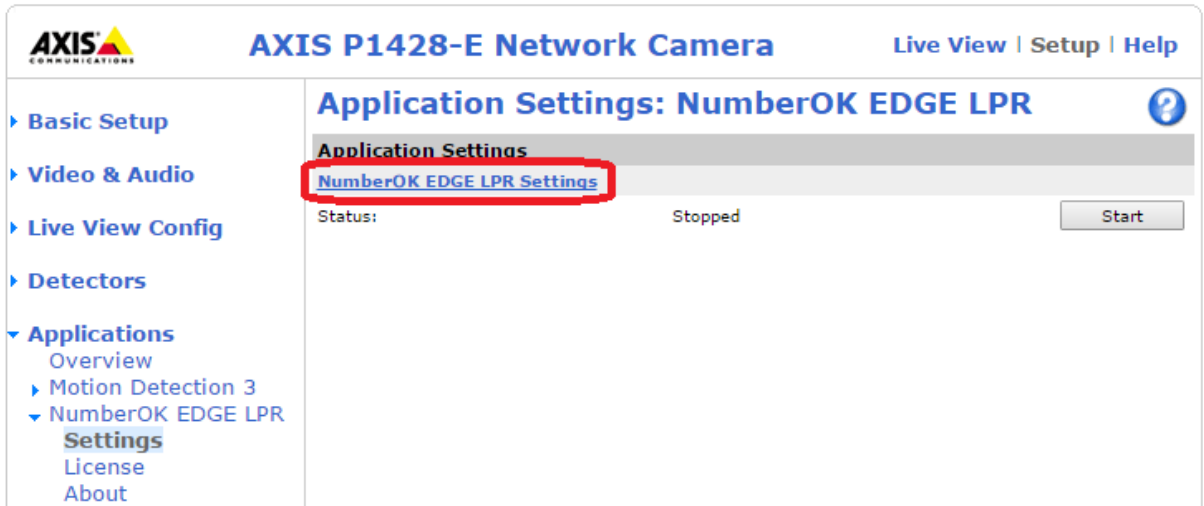 AXIS
COMMUNICATIONS
AXIS P1428-E Network Camera
Live View | Setup | Help
Basic Setup
Video & Audio
Live View Config
Detectors
Applications
Overview
Motion Detection 3
NumberOK EDGE LPR
Settings
License
About
Application Settings: NumberOK EDGE LPR
?
Application Settings
NumberOK EDGE LPR Settings
Status: Stopped Start